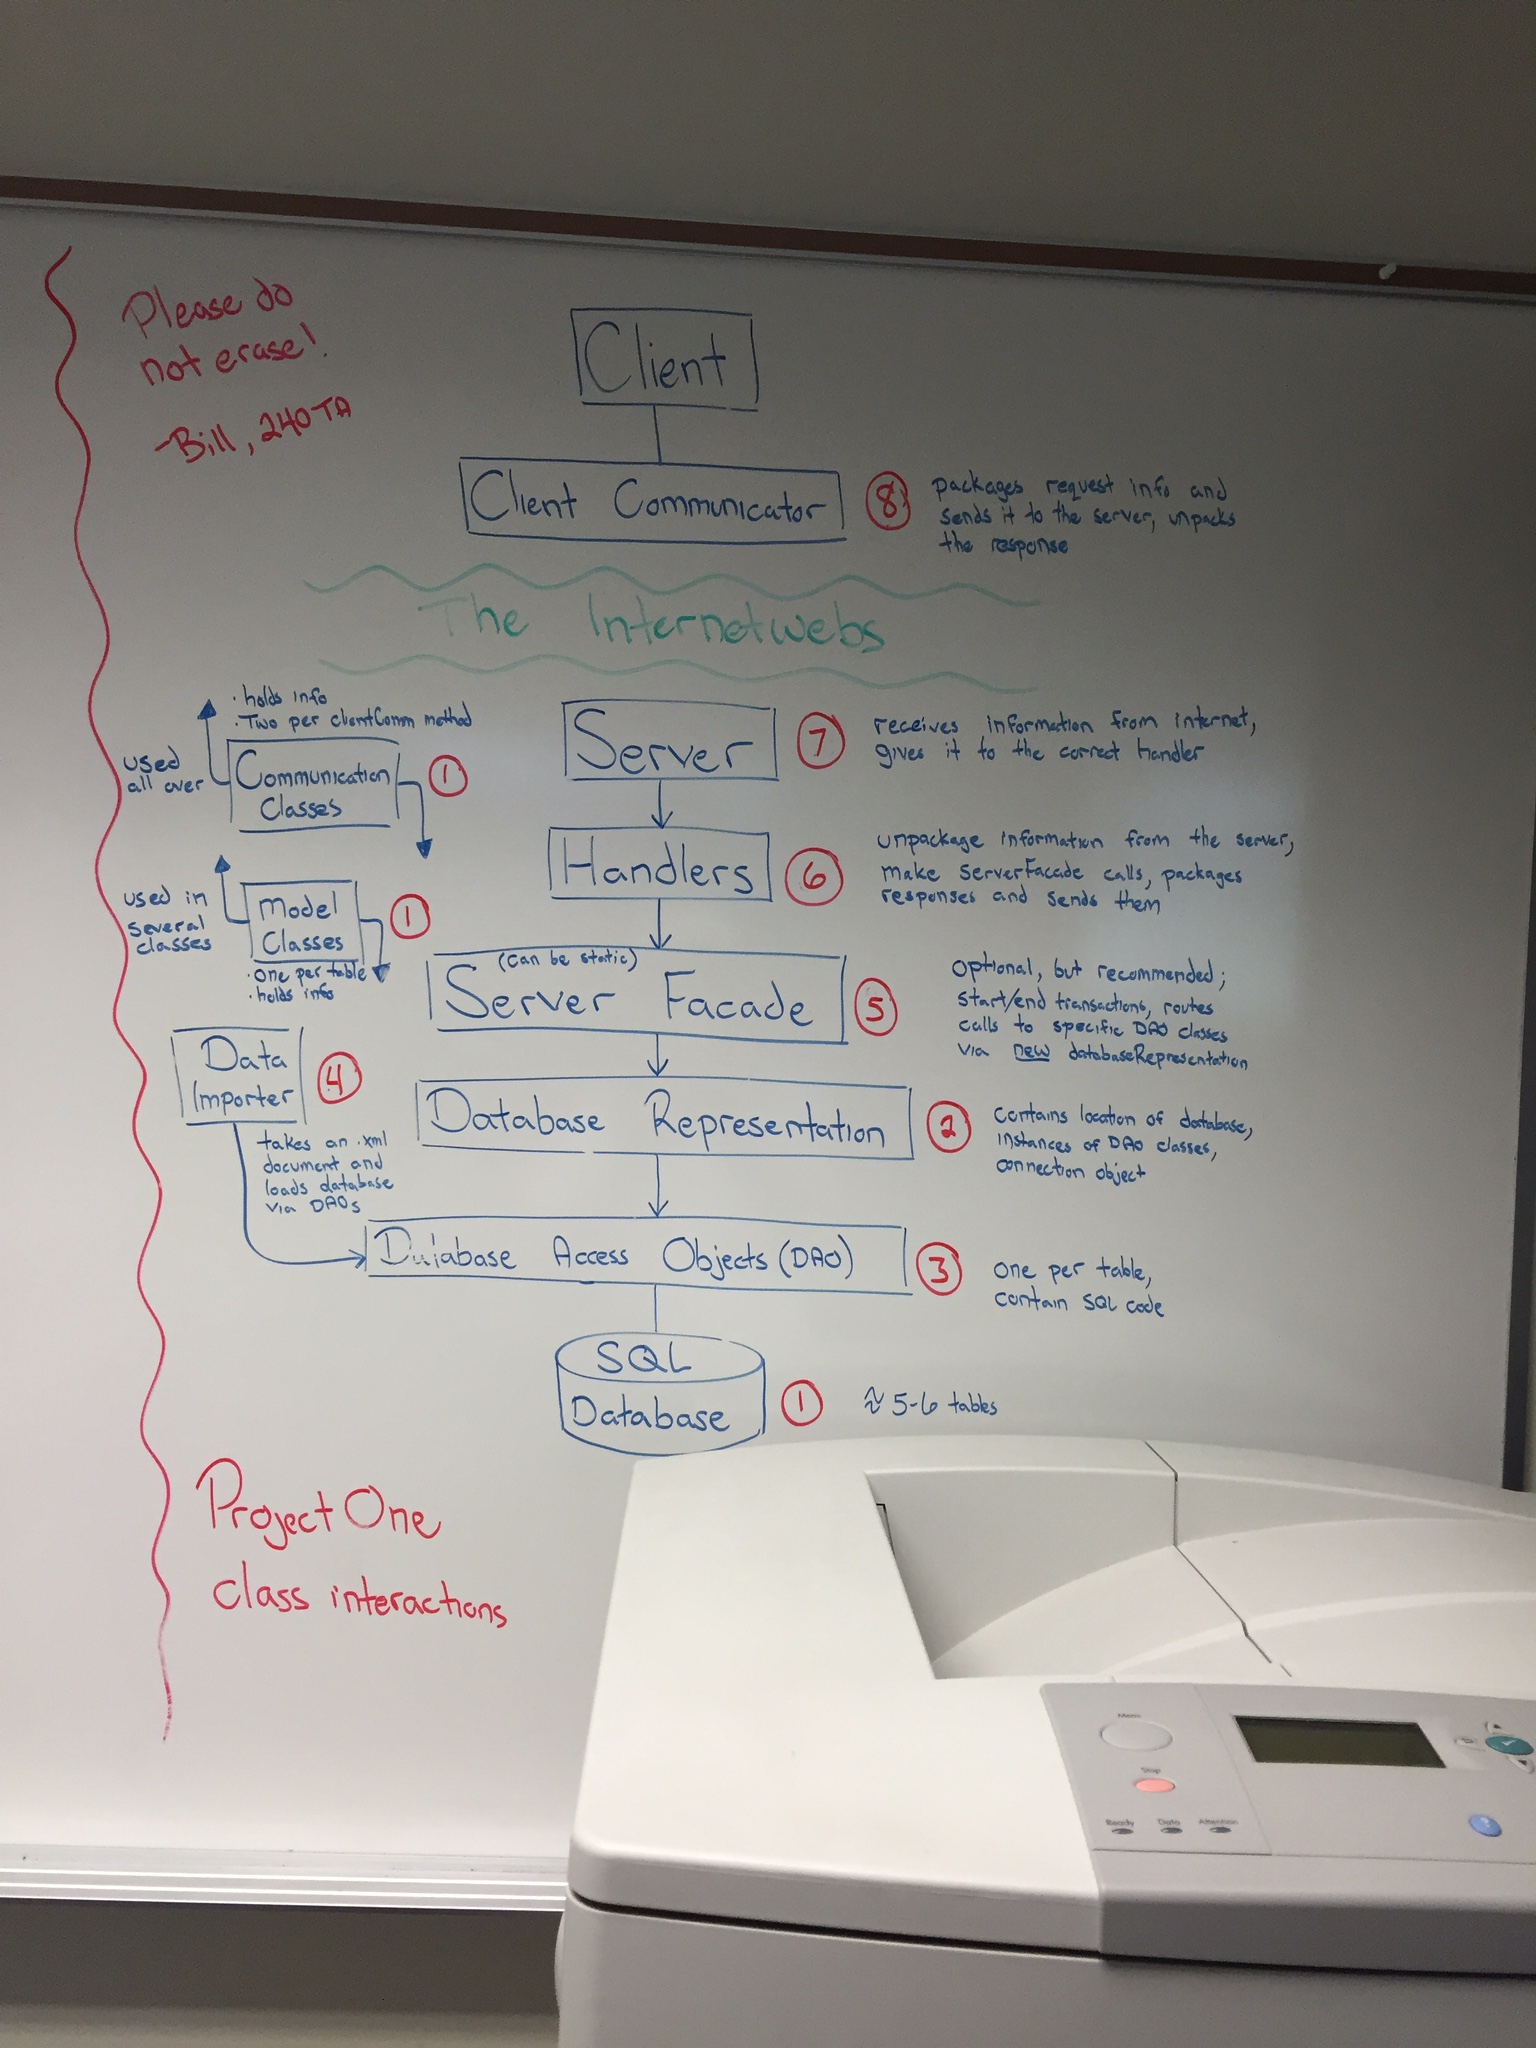 Please do
not erase!
-Bill, 240 TA
Client
Client Communicator
8
packages request info and
sends it to the server, unpacks
the response
The Internetwebs
· holds info
· Two per clientComm method
used
all over
Communication
Classes
1
Server
7
receives information from internet,
gives it to the correct Handler
Handlers
6
unpackage information from the server,
make ServerFacade calls, packages
responses and sends them
used in
several
classes
Model
Classes
1
· one per table
· holds info
(can be static)
Server Facade
5
Optional, but recommended;
start/end transactions, routes
calls to specific DAO classes
via new databaseRepresentation
Data
Importer
4
takes an .xml
document and
loads database
via DAOs
Database Representation
2
contains location of database,
instances of DAO classes,
connection object
Database Access Objects (DAO)
3
one per table,
contain SQL code
SQL
Database
1
≈ 5-6 tables
Project One
class interactions
Menu
Stop
Ready Data Attention